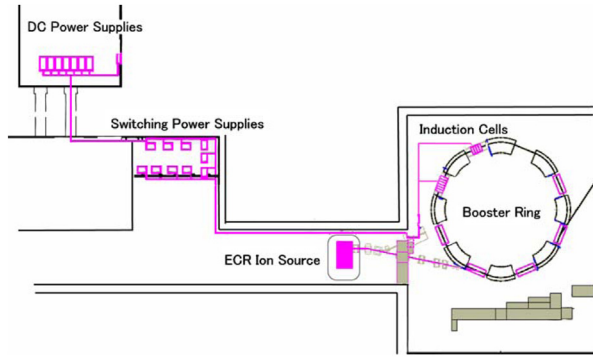 DC Power Supplies
Switching Power Supplies
Induction Cells
Booster Ring
ECR Ion Source